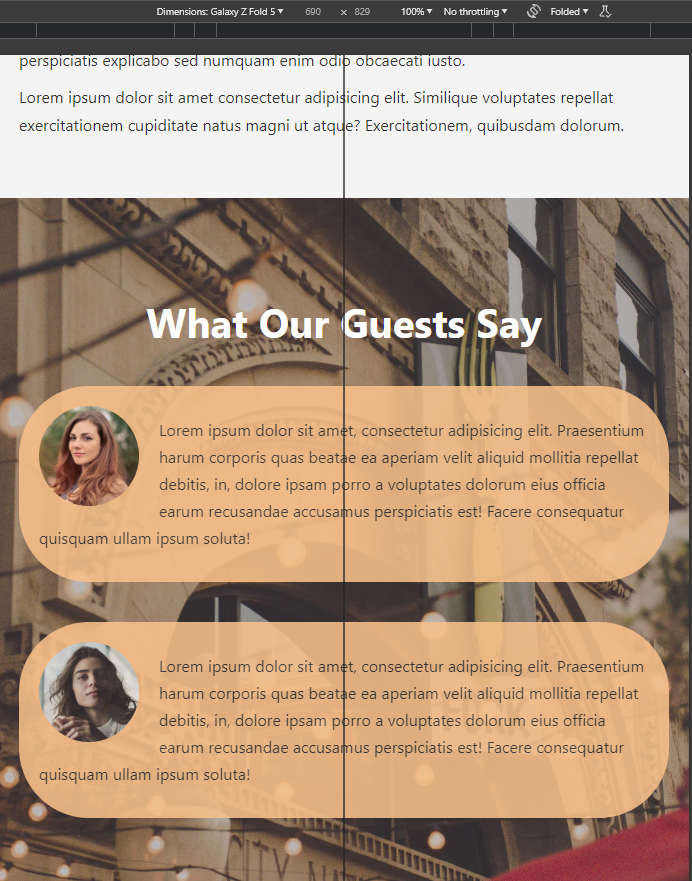 Dimensions: Galaxy Z Fold 5 690 × 829 100% No throttling Folded
perspiciatis explicabo sed numquam enim odio obcaecati iusto.
Lorem ipsum dolor sit amet consectetur adipisicing elit. Similique voluptates repellat
exercitationem cupiditate natus magni ut atque? Exercitationem, quibusdam dolorum.
What Our Guests Say
Lorem ipsum dolor sit amet, consectetur adipisicing elit. Praesentium
harum corporis quas beatae ea aperiam velit aliquid mollitia repellat
debitis, in, dolore ipsam porro a voluptates dolorum eius officia
earum recusandae accusamus perspiciatis est! Facere consequatur
quisquam ullam ipsum soluta!
Lorem ipsum dolor sit amet, consectetur adipisicing elit. Praesentium
harum corporis quas beatae ea aperiam velit aliquid mollitia repellat
debitis, in, dolore ipsam porro a voluptates dolorum eius officia
earum recusandae accusamus perspiciatis est! Facere consequatur
quisquam ullam ipsum soluta!
CITY NAT